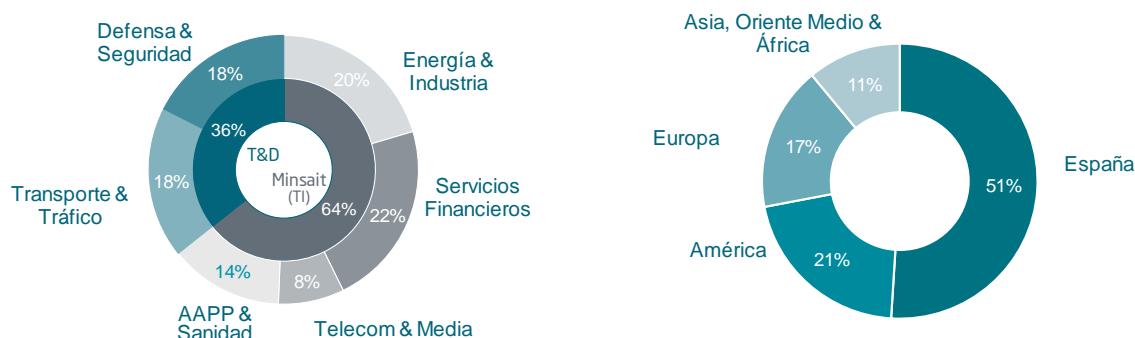 Defensa &
Seguridad
18%
Energía &
Industria
20%
36%
T&D
Minsait
(TI)
64%
Transporte &
Tráfico
18%
Servicios
Financieros
22%
14%
8%
AAPP &
Sanidad
Telecom & Media
Asia, Oriente Medio &
África
11%
Europa
17%
España
51%
América
21%